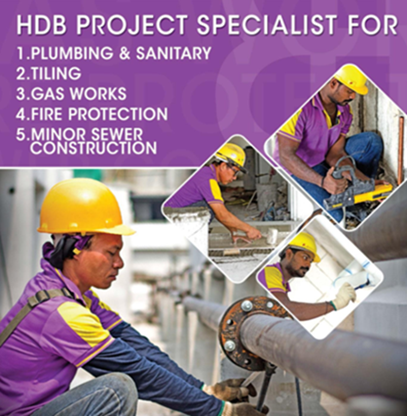 HDB PROJECT SPECIALIST FOR
1.PLUMBING & SANITARY
2.TILING
3.GAS WORKS
4.FIRE PROTECTION
5.MINOR SEWER
CONSTRUCTION